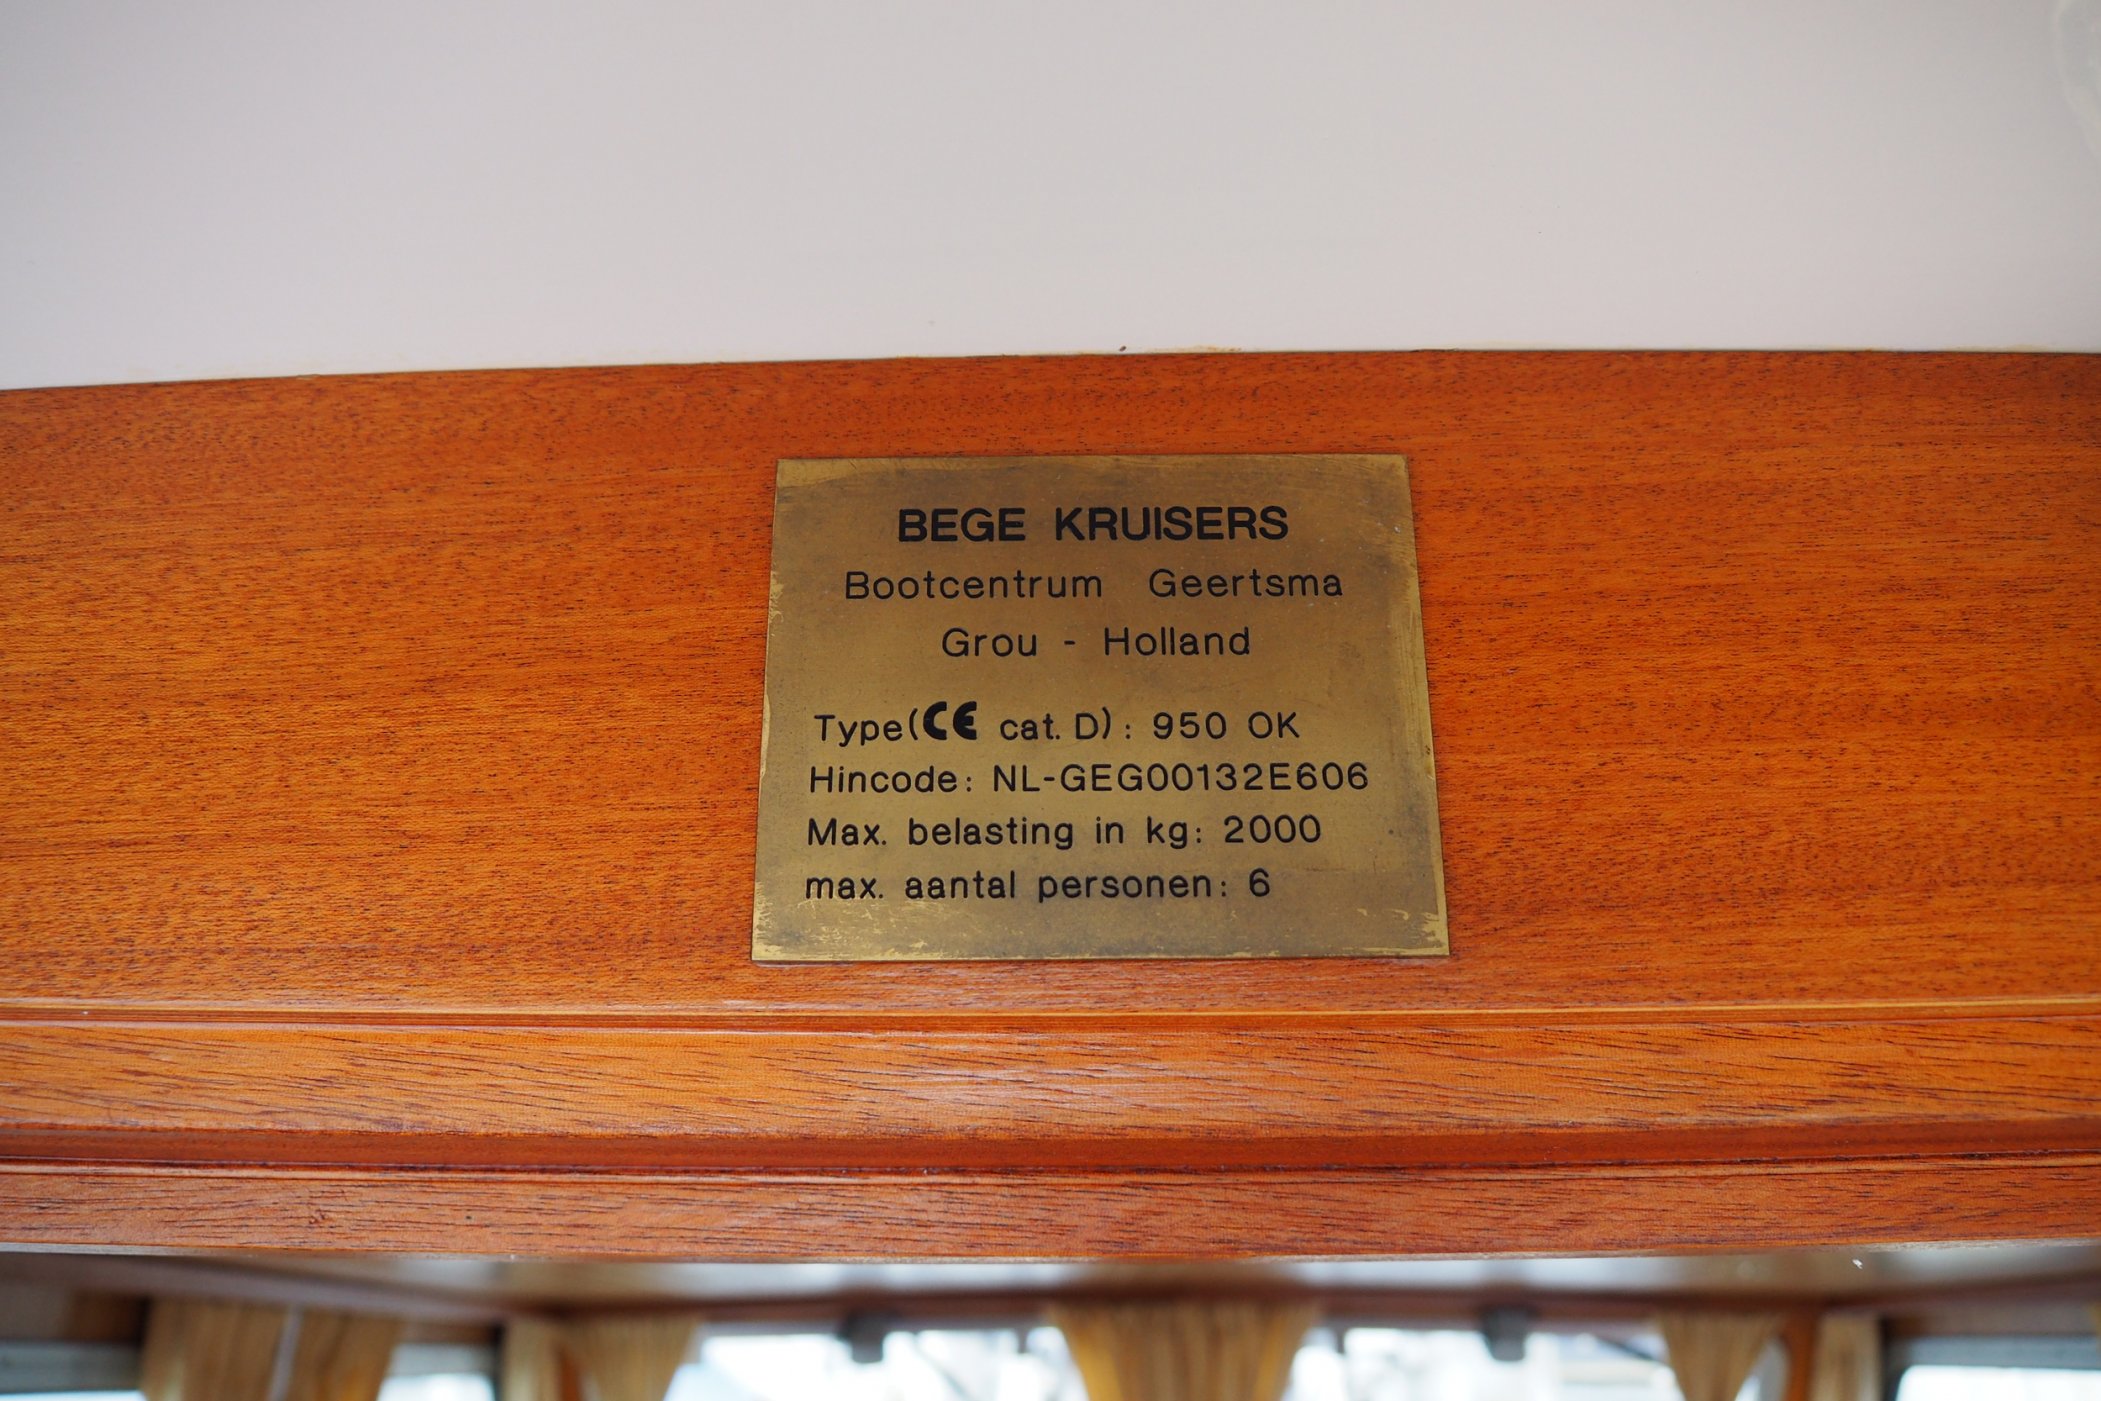 BEGE KRUISERS
Bootcentrum Geertsma
Grou - Holland
Type(CE cat. D): 950 OK
Hincode: NL-GEG00132E606
Max. belasting in kg: 2000
max. aantal personen: 6